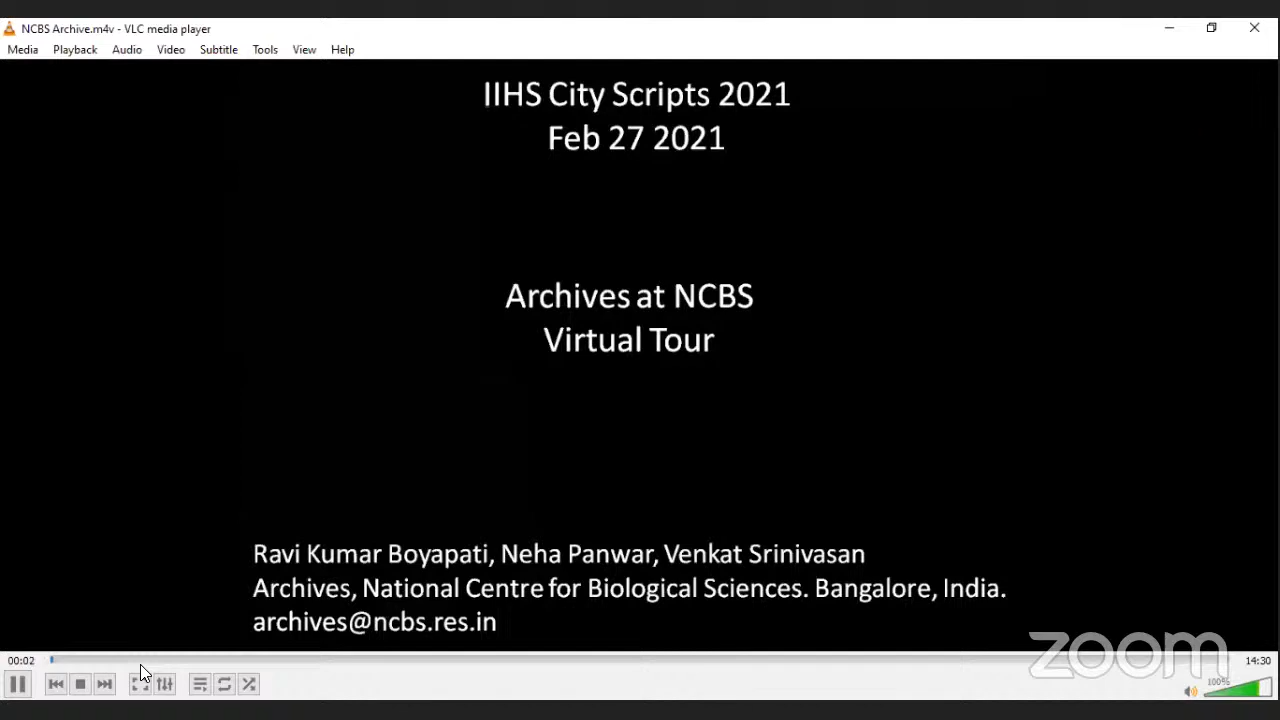 NCBS Archive.m4v - VLC media player
Media Playback Audio Video Subtitle Tools View Help
IIHS City Scripts 2021
Feb 27 2021
Archives at NCBS
Virtual Tour
Ravi Kumar Boyapati, Neha Panwar, Venkat Srinivasan
Archives, National Centre for Biological Sciences. Bangalore, India.
archives@ncbs.res.in
zoom
00:02
14:30
100%